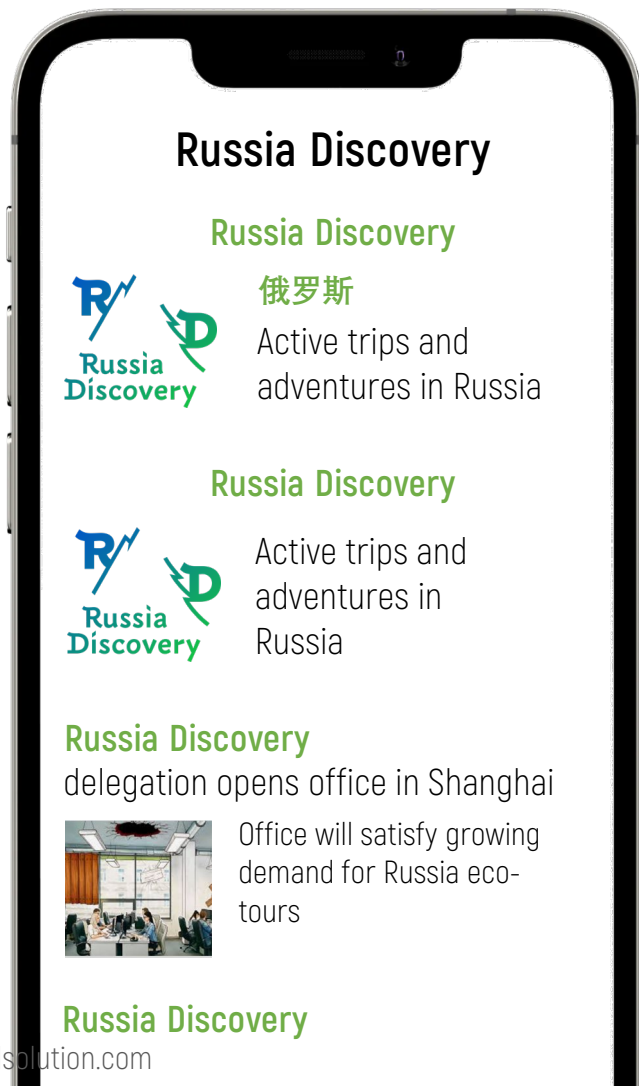 Russia Discovery
Russia Discovery
俄罗斯
Active trips and
adventures in Russia
Russia
Discovery
Russia Discovery
Active trips and
adventures in
Russia
Russia
Discovery
Russia Discovery
delegation opens office in Shanghai
Office will satisfy growing
demand for Russia eco-
tours
Russia Discovery
solution.com